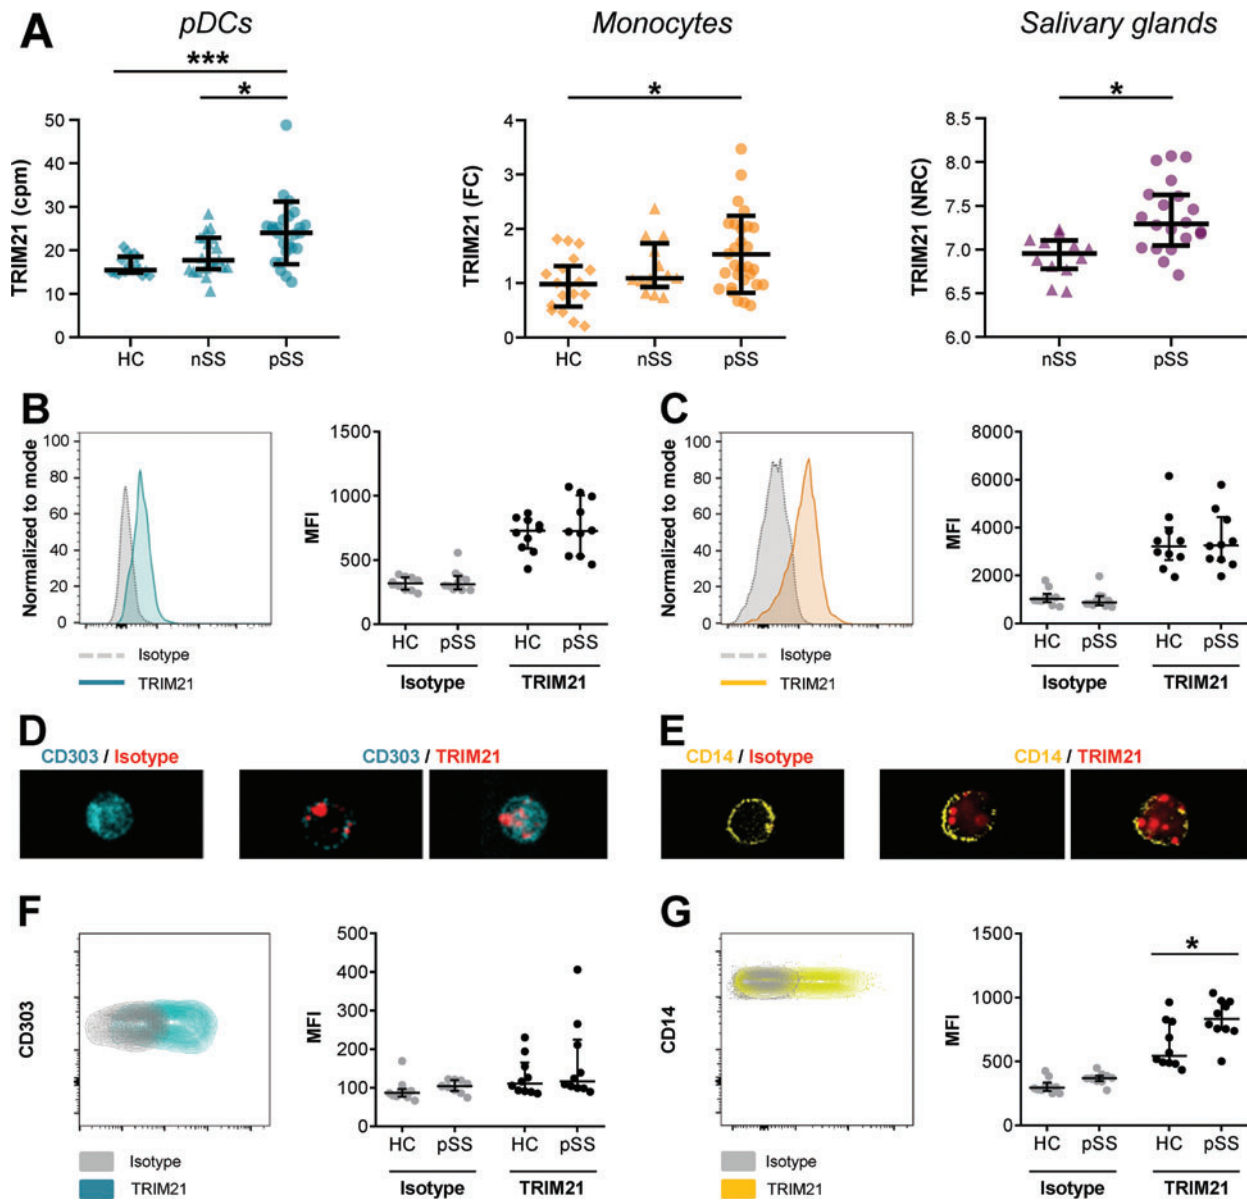 A
pDCs
Monocytes
Salivary glands
***
*
*
*
TRIM21 (cpm)
50
40
30
20
10
0
HC nSS pSS
TRIM21 (FC)
4
3
2
1
0
HC nSS pSS
TRIM21 (NRC)
8.0
7.5
7.0
6.5
6.0
nSS pSS
B
Normalized to mode
100
80
60
40
20
0
Isotype
TRIM21
MFI
1500
1000
500
0
HC pSS HC pSS
Isotype TRIM21
C
Normalized to mode
100
80
60
40
20
0
Isotype
TRIM21
MFI
8000
6000
4000
2000
0
HC pSS HC pSS
Isotype TRIM21
D
CD303 / Isotype
CD303 / TRIM21
E
CD14 / Isotype
CD14 / TRIM21
F
CD303
Isotype
TRIM21
MFI
500
400
300
200
100
0
HC pSS HC pSS
Isotype TRIM21
G
CD14
Isotype
TRIM21
MFI
1500
1000
500
0
*
HC pSS HC pSS
Isotype TRIM21